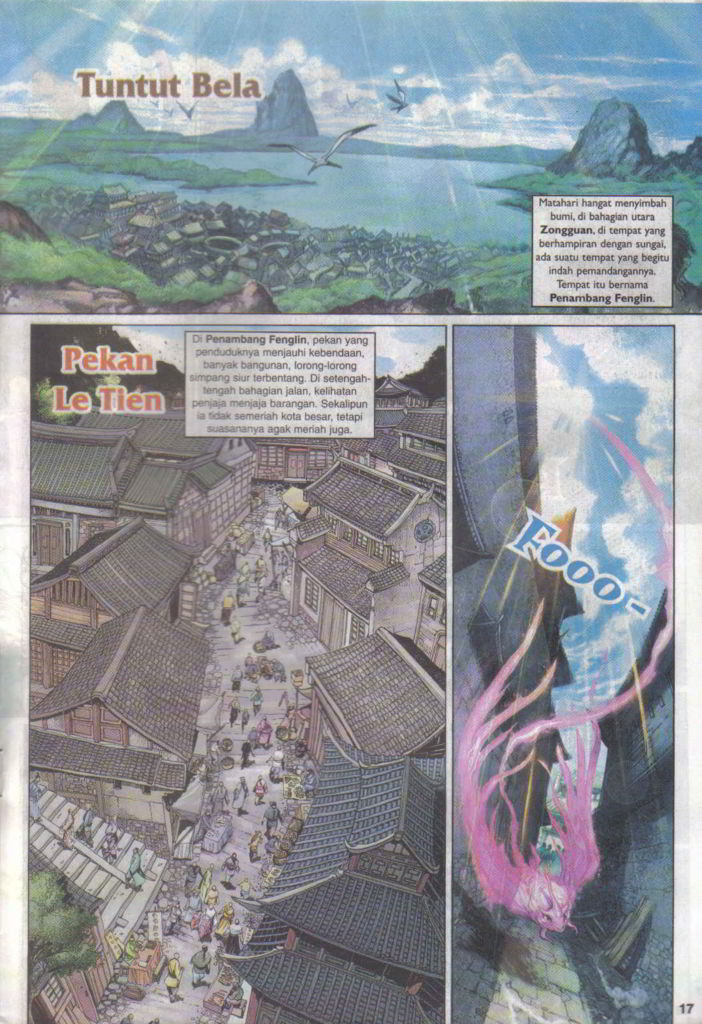 Tuntut Bela
Matahari hangat menyimbah
bumi, di bahagian utara
Zongguan, di tempat yang
berhampiran dengan sungai,
ada suatu tempat yang begitu
indah pemandangannya.
Tempat itu bernama
Penambang Fenglin.
Pekan
Le Tien
Di Penambang Fenglin, pekan yang
penduduknya menjauhi kebendaan,
banyak bangunan, lorong-lorong
simpang siur terbentang. Di setengah-
tengah bahagian jalan, kelihatan
penjaja menjaja barangan. Sekalipun
ia tidak semeriah kota besar, tetapi
suasananya agak meriah juga.
Fooo-
17